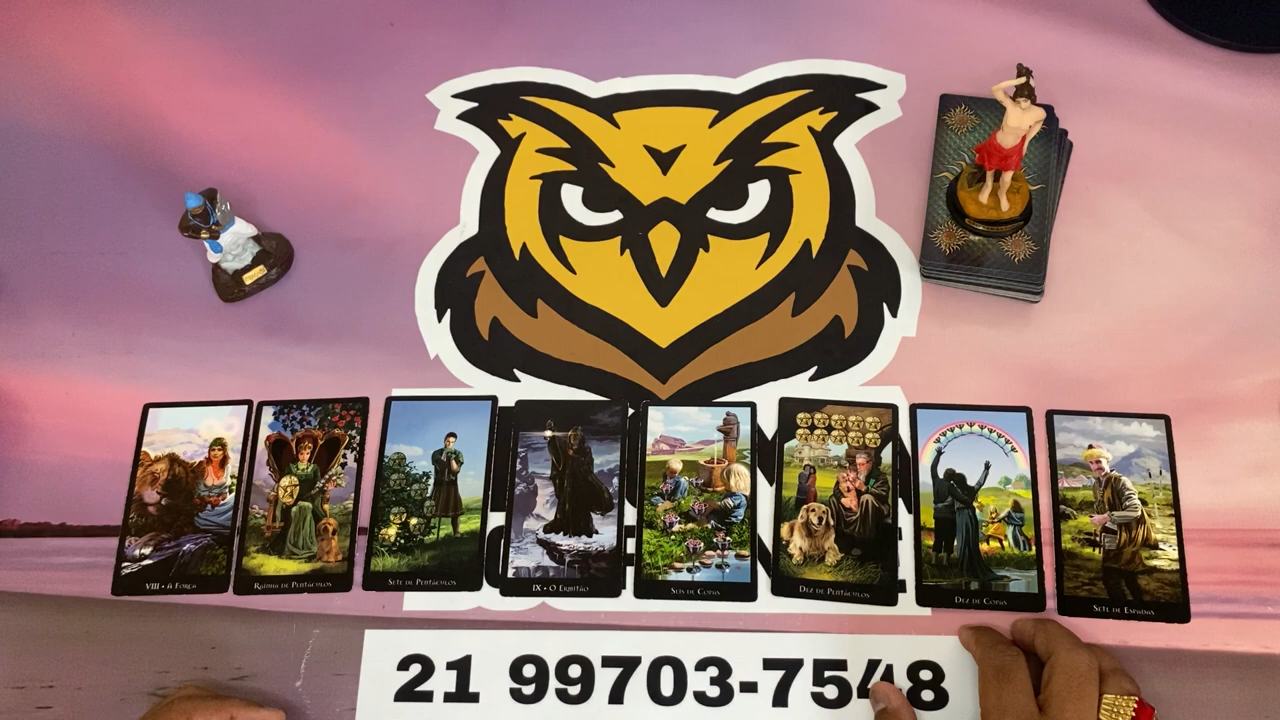 VIII • A Força
Rainha de Pentáculos
Sete de Pentáculos
IX • O Ermitão
Seis de Copas
Dez de Pentáculos
Dez de Copas
Sete de Espadas
21 99703-7548